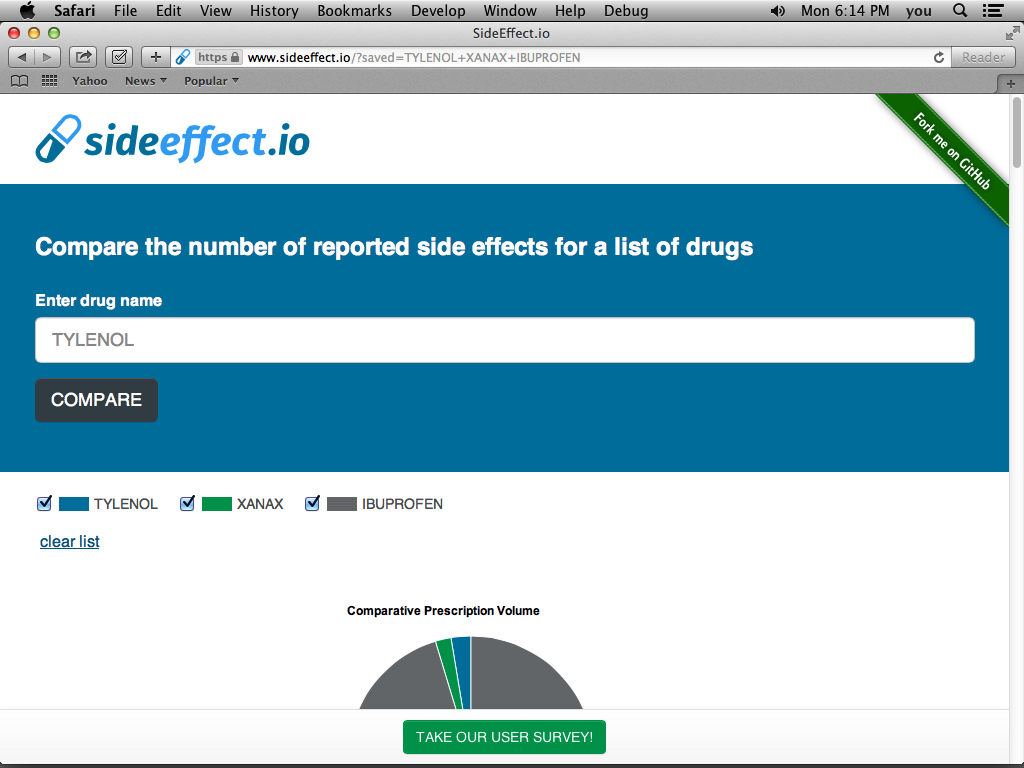 Safari File Edit View History Bookmarks Develop Window Help Debug Mon 6:14 PM you
SideEffect.io
https www.sideeffect.io/?saved=TYLENOL+XANAX+IBUPROFEN Reader
Yahoo News Popular
sideeffect.io
Fork me on GitHub
Compare the number of reported side effects for a list of drugs
Enter drug name
TYLENOL
COMPARE
TYLENOL XANAX IBUPROFEN
clear list
Comparative Prescription Volume
TAKE OUR USER SURVEY!